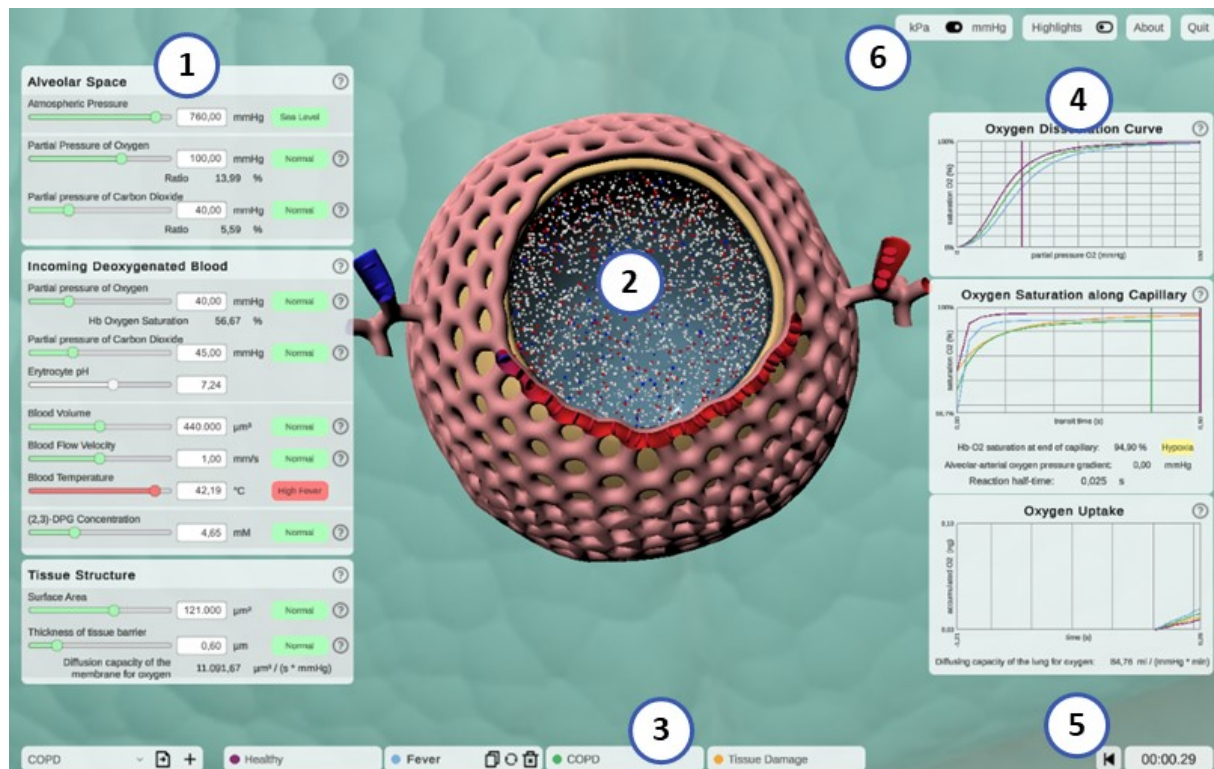 1
Alveolar Space ?
Atmospheric Pressure
760,00 mmHg Sea Level
Partial Pressure of Oxygen
100,00 mmHg Normal ?
Ratio 13,99 %
Partial pressure of Carbon Dioxide
40,00 mmHg Normal ?
Ratio 5,59 %
Incoming Deoxygenated Blood ?
Partial pressure of Oxygen
40,00 mmHg Normal ?
Hb Oxygen Saturation 56,67 %
Partial pressure of Carbon Dioxide
45,00 mmHg Normal ?
Erytrocyte pH
7,24
Blood Volume
440.000 µm³ Normal ?
Blood Flow Velocity
1,00 mm/s Normal ?
Blood Temperature
42,19 °C High Fever
(2,3)-DPG Concentration
4,65 mM Normal ?
Tissue Structure ?
Surface Area
121.000 µm² Normal ?
Thickness of tissue barrier
0,60 µm Normal ?
Diffusion capacity of the
membrane for oxygen 11.091,67 µm³ / (s * mmHg)
2
6
kPa mmHg Highlights About Quit
4
Oxygen Dissociation Curve ?
100%
saturation O2 (%)
0%
0 partial pressure O2 (mmHg)
Oxygen Saturation along Capillary ?
100%
saturation O2 (%)
transit time (s)
0,00 0,50
Hb-O2 saturation at end of capillary: 94,90 % Hypoxia
Alveolar-arterial oxygen pressure gradient: 0,00 mmHg
Reaction half-time: 0,025 s
Oxygen Uptake ?
accumulated O2 (ng)
time (s)
Diffusing capacity of the lung for oxygen: 84,76 ml / (mmHg * min)
3
5
COPD + Healthy Fever COPD Tissue Damage 00:00.29